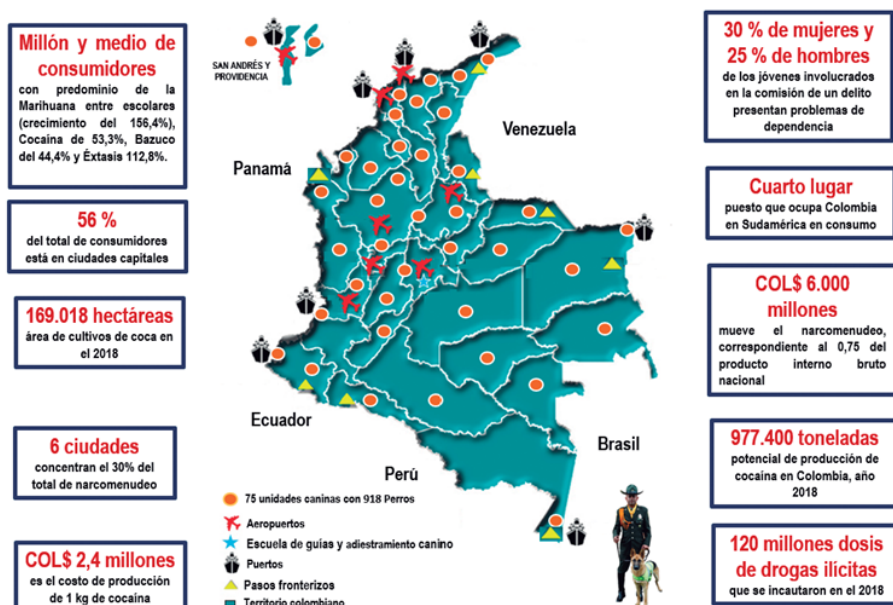 Millón y medio de
consumidores
con predominio de la
Marihuana entre escolares
(crecimiento del 156,4%),
Cocaína de 53,3%, Bazuco
del 44,4% y Éxtasis 112,8%.
56 %
del total de consumidores
está en ciudades capitales
169.018 hectáreas
área de cultivos de coca en
el 2018
6 ciudades
concentran el 30% del
total de narcomenudeo
COL$ 2,4 millones
es el costo de producción
de 1 kg de cocaína
SAN ANDRÉS Y
PROVIDENCIA
Panamá
Venezuela
Ecuador
Perú
Brasil
75 unidades caninas con 918 Perros
Aeropuertos
Escuela de guías y adiestramiento canino
Puertos
Pasos fronterizos
Territorio colombiano
30 % de mujeres y
25 % de hombres
de los jóvenes involucrados
en la comisión de un delito
presentan problemas de
dependencia
Cuarto lugar
puesto que ocupa Colombia
en Sudamérica en consumo
COL$ 6.000
millones
mueve el narcomenudeo,
correspondiente al 0,75 del
producto interno bruto
nacional
977.400 toneladas
potencial de producción de
cocaína en Colombia, año
2018
120 millones dosis
de drogas ilícitas
que se incautaron en el 2018